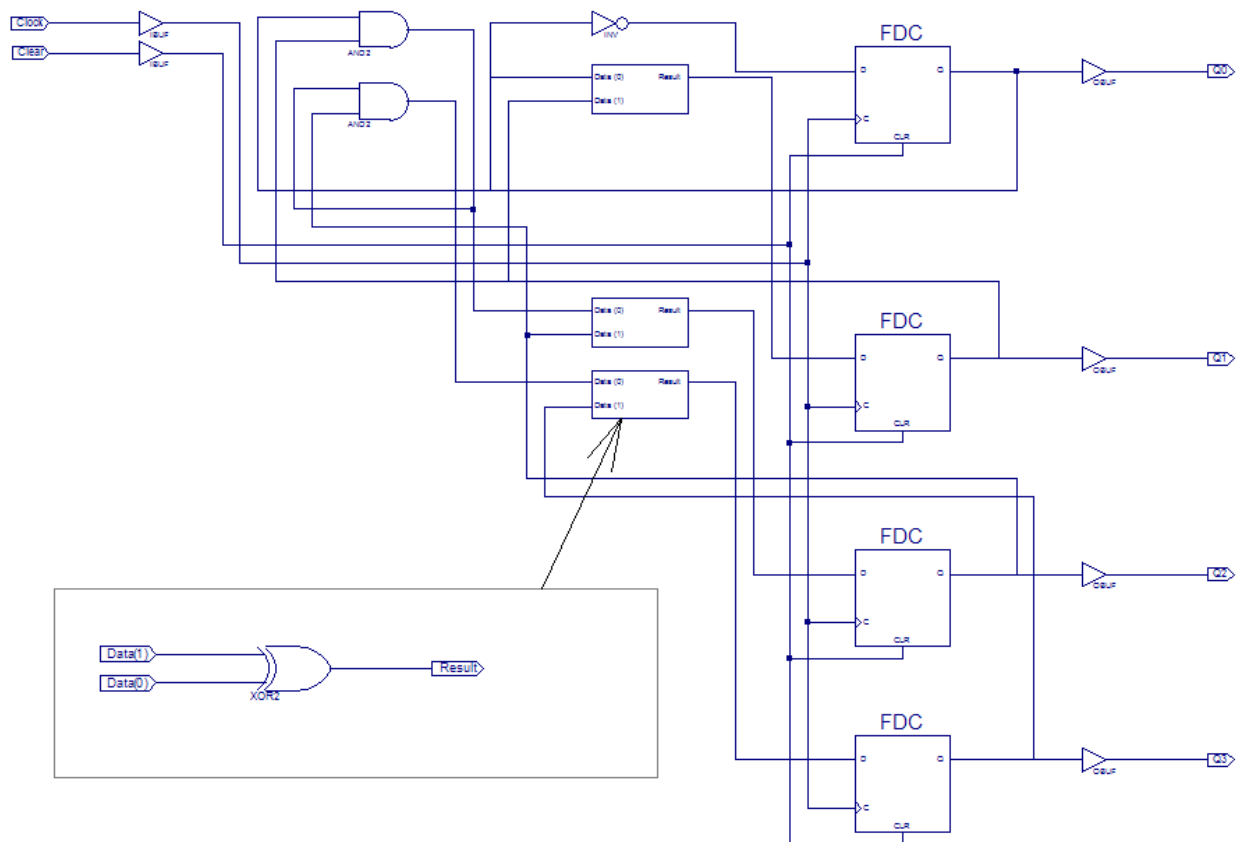 Clock
IBUF
Clear
IBUF
AND2
AND2
INV
Data (0) Result
Data (1)
FDC
D Q
C
CLR
OBUF
Q0
Data (0) Result
Data (1)
Data (0) Result
Data (1)
FDC
D Q
C
CLR
OBUF
Q1
FDC
D Q
C
CLR
OBUF
Q2
Data(1)
Data(0)
XOR2
Result
FDC
D Q
C
CLR
OBUF
Q3